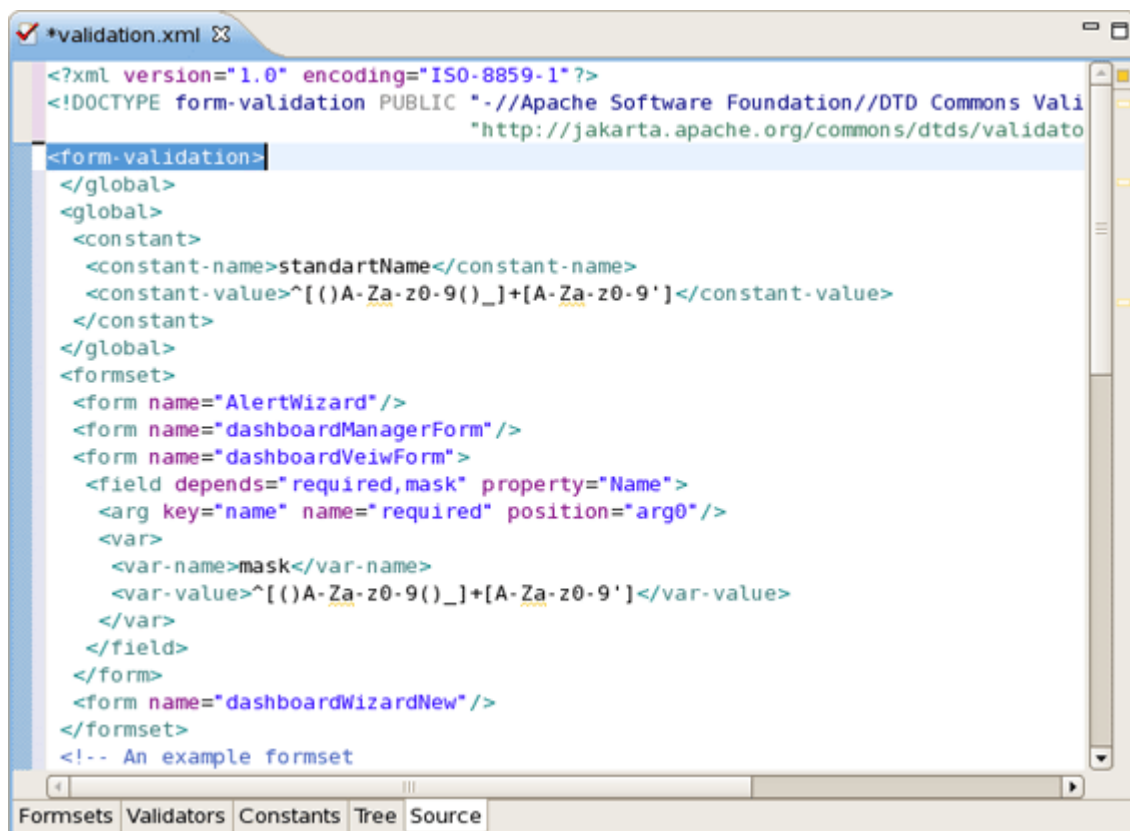 *validation.xml
<?xml version="1.0" encoding="ISO-8859-1"?>
<!DOCTYPE form-validation PUBLIC "-//Apache Software Foundation//DTD Commons Vali
"http://jakarta.apache.org/commons/dtds/validato
<form-validation>
</global>
<global>
<constant>
<constant-name>standartName</constant-name>
<constant-value>^[()A-Za-z0-9()_]+[A-Za-z0-9']</constant-value>
</constant>
</global>
<formset>
<form name="AlertWizard"/>
<form name="dashboardManagerForm"/>
<form name="dashboardVeiwForm">
<field depends="required,mask" property="Name">
<arg key="name" name="required" position="arg0"/>
<var>
<var-name>mask</var-name>
<var-value>^[()A-Za-z0-9()_]+[A-Za-z0-9']</var-value>
</var>
</field>
</form>
<form name="dashboardWizardNew"/>
</formset>
<!-- An example formset
Formsets Validators Constants Tree Source